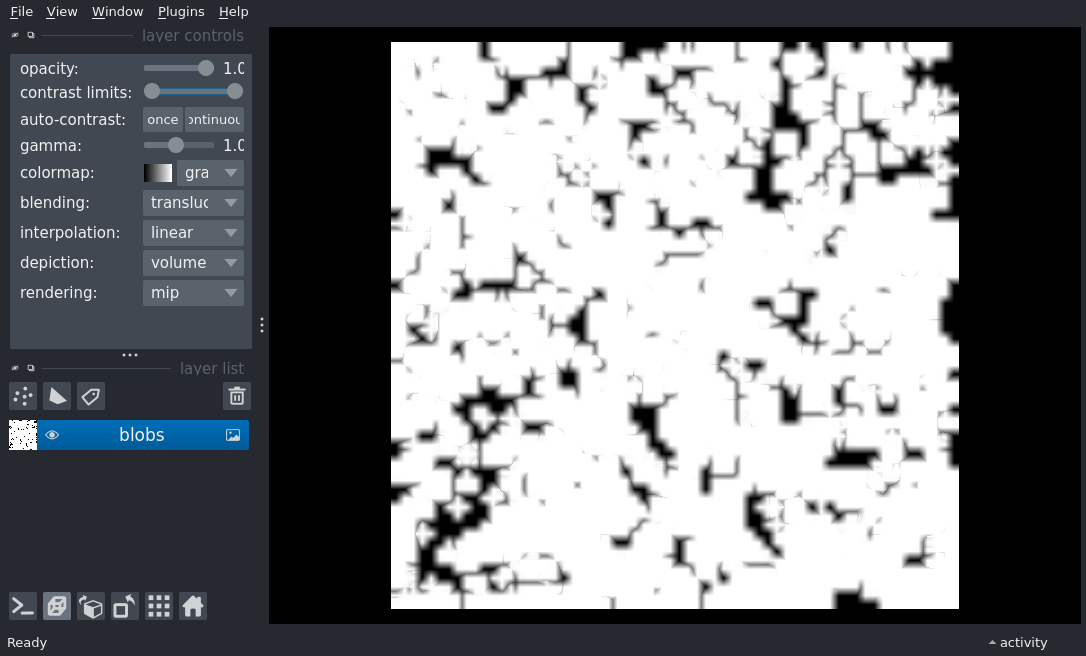 File View Window Plugins Help
layer controls
opacity: 1.0
contrast limits:
auto-contrast: once ontinuou
gamma: 1.0
colormap: gra
blending: transluc
interpolation: linear
depiction: volume
rendering: mip
layer list
blobs
Ready activity